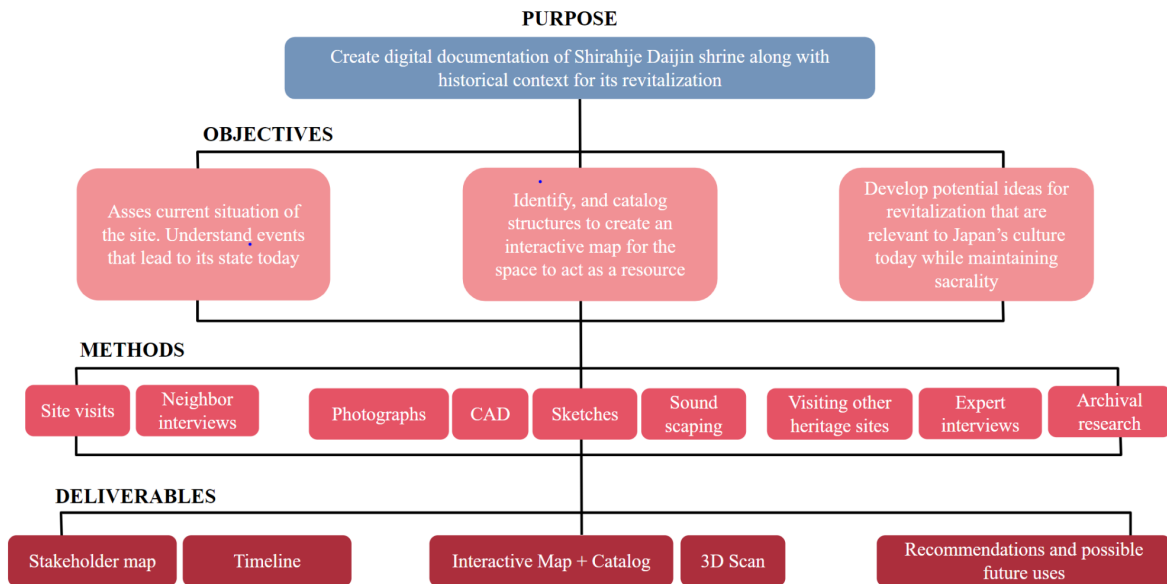 PURPOSE
Create digital documentation of Shirahije Daijin shrine along with
historical context for its revitalization
OBJECTIVES
Asses current situation of
the site. Understand events
that lead to its state today
Identify, and catalog
structures to create an
interactive map for the
space to act as a resource
Develop potential ideas for
revitalization that are
relevant to Japan’s culture
today while maintaining
sacrality
METHODS
Site visits
Neighbor
interviews
Photographs
CAD
Sketches
Sound
scaping
Visiting other
heritage sites
Expert
interviews
Archival
research
DELIVERABLES
Stakeholder map
Timeline
Interactive Map + Catalog
3D Scan
Recommendations and possible
future uses